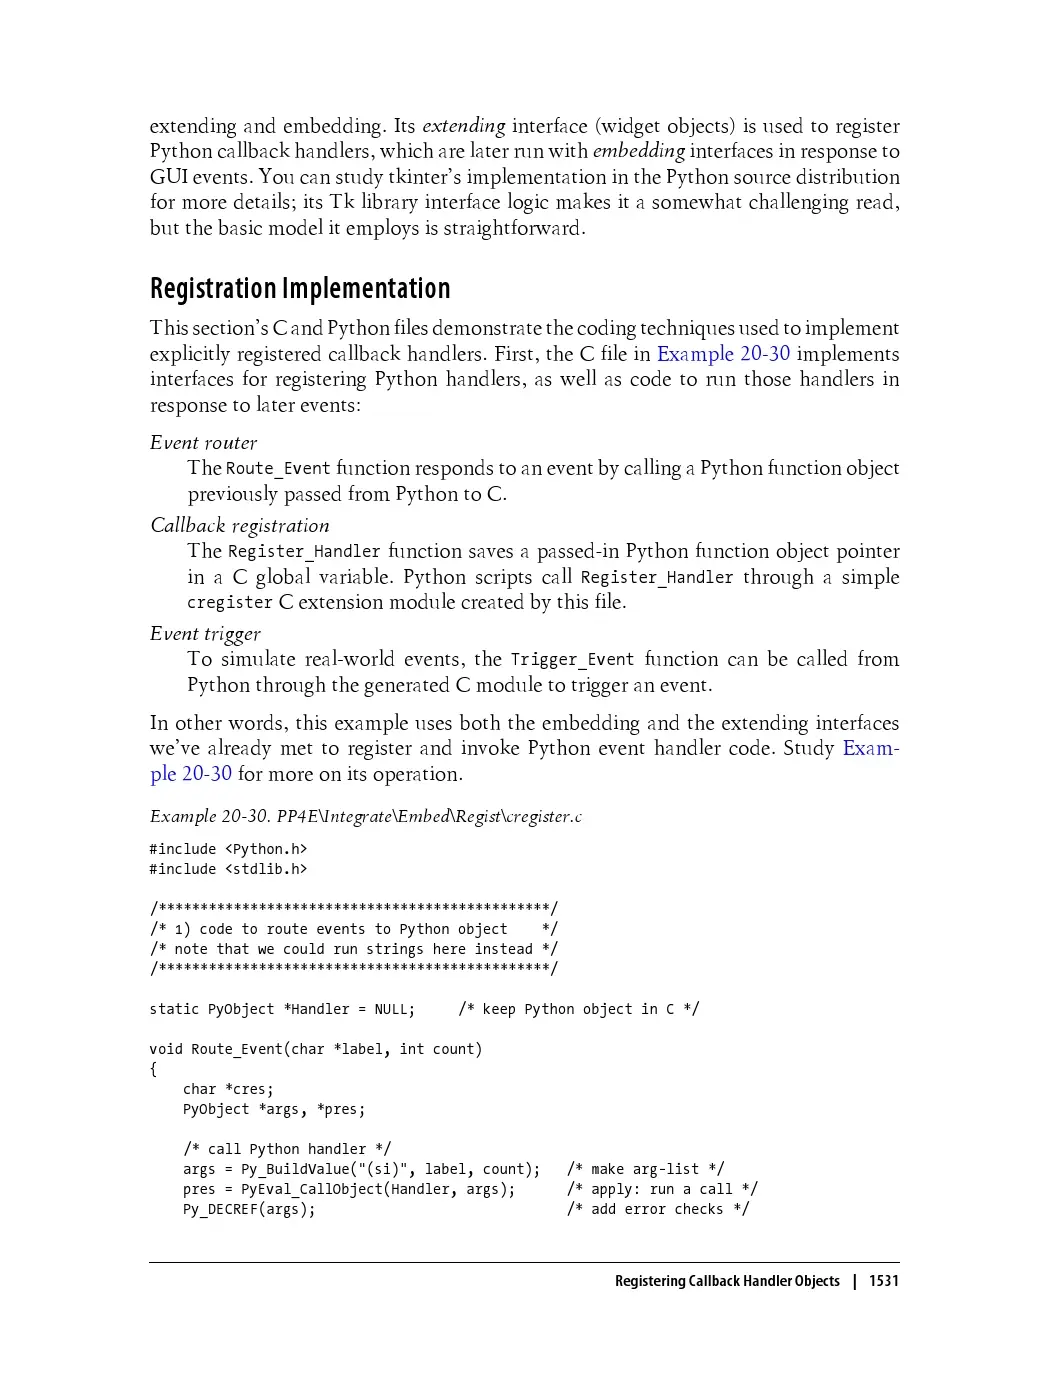 extending and embedding. Its extending interface (widget objects) is used to register
Python callback handlers, which are later run with embedding interfaces in response to
GUI events. You can study tkinter’s implementation in the Python source distribution
for more details; its Tk library interface logic makes it a somewhat challenging read,
but the basic model it employs is straightforward.
Registration Implementation
This section’s C and Python files demonstrate the coding techniques used to implement
explicitly registered callback handlers. First, the C file in Example 20-30 implements
interfaces for registering Python handlers, as well as code to run those handlers in
response to later events:
Event router
The Route_Event function responds to an event by calling a Python function object
previously passed from Python to C.
Callback registration
The Register_Handler function saves a passed-in Python function object pointer
in a C global variable. Python scripts call Register_Handler through a simple
cregister C extension module created by this file.
Event trigger
To simulate real-world events, the Trigger_Event function can be called from
Python through the generated C module to trigger an event.
In other words, this example uses both the embedding and the extending interfaces
we’ve already met to register and invoke Python event handler code. Study Exam-
ple 20-30 for more on its operation.
Example 20-30. PP4E\Integrate\Embed\Regist\cregister.c
#include <Python.h>
#include <stdlib.h>
/***********************************************/
/* 1) code to route events to Python object    */
/* note that we could run strings here instead */
/***********************************************/
static PyObject *Handler = NULL;     /* keep Python object in C */
void Route_Event(char *label, int count)
{
    char *cres;
    PyObject *args, *pres;
    /* call Python handler */
    args = Py_BuildValue("(si)", label, count);   /* make arg-list */
    pres = PyEval_CallObject(Handler, args);      /* apply: run a call */
    Py_DECREF(args);                              /* add error checks */
Registering Callback Handler Objects | 1531